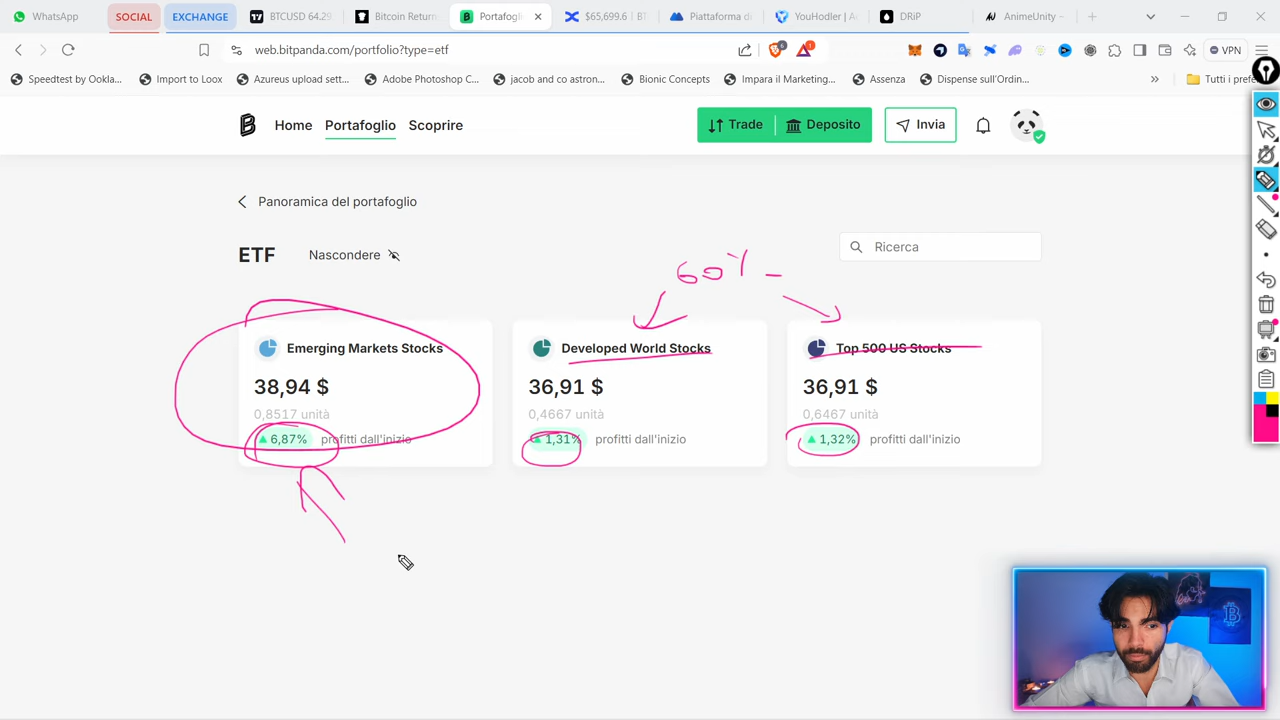 WhatsApp SOCIAL EXCHANGE BTCUSD 64.29 Bitcoin Return Portafoglio $65,699.6 | B Piattaforma d YouHodler | A DRiP AnimeUnity -
web.bitpanda.com/portfolio?type=etf VPN
Speedtest by Ookla... Import to Loox Azureus upload sett... Adobe Photoshop C... jacob and co astron... Bionic Concepts Impara il Marketing... Assenza Dispense sull'Ordin... » Tutti i prefe
Home Portafoglio Scoprire Trade Deposito Invia
Panoramica del portafoglio
ETF Nascondere Ricerca
60%
Emerging Markets Stocks Developed World Stocks Top 500 US Stocks
38,94 $ 36,91 $ 36,91 $
0,8517 unità 0,4667 unità 0,6467 unità
6,87% profitti dall'inizio 1,31% profitti dall'inizio 1,32% profitti dall'inizio